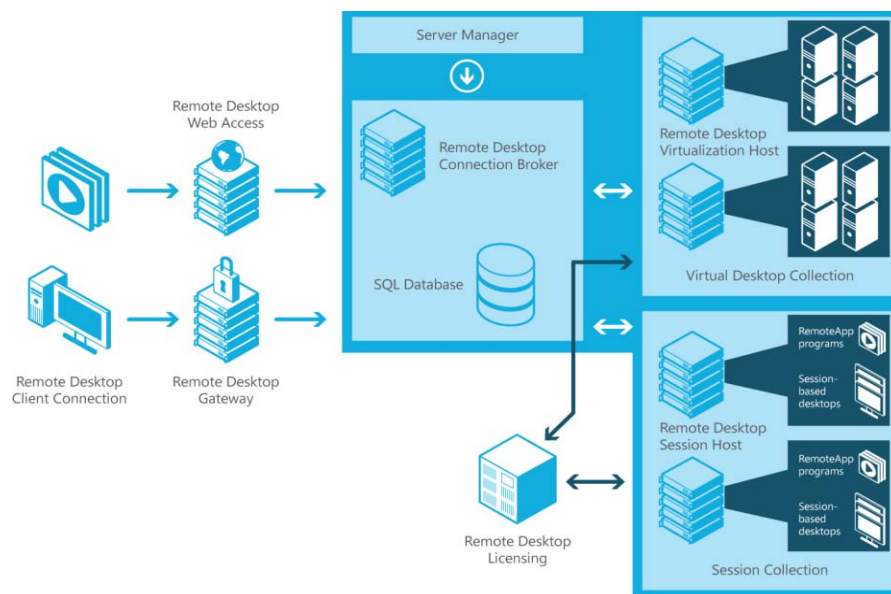 Server Manager
Remote Desktop
Web Access
Remote Desktop
Connection Broker
SQL Database
Remote Desktop
Client Connection
Remote Desktop
Gateway
Remote Desktop
Virtualization Host
Virtual Desktop Collection
RemoteApp
programs
Session-
based
desktops
Remote Desktop
Session Host
RemoteApp
programs
Session-
based
desktops
Session Collection
Remote Desktop
Licensing